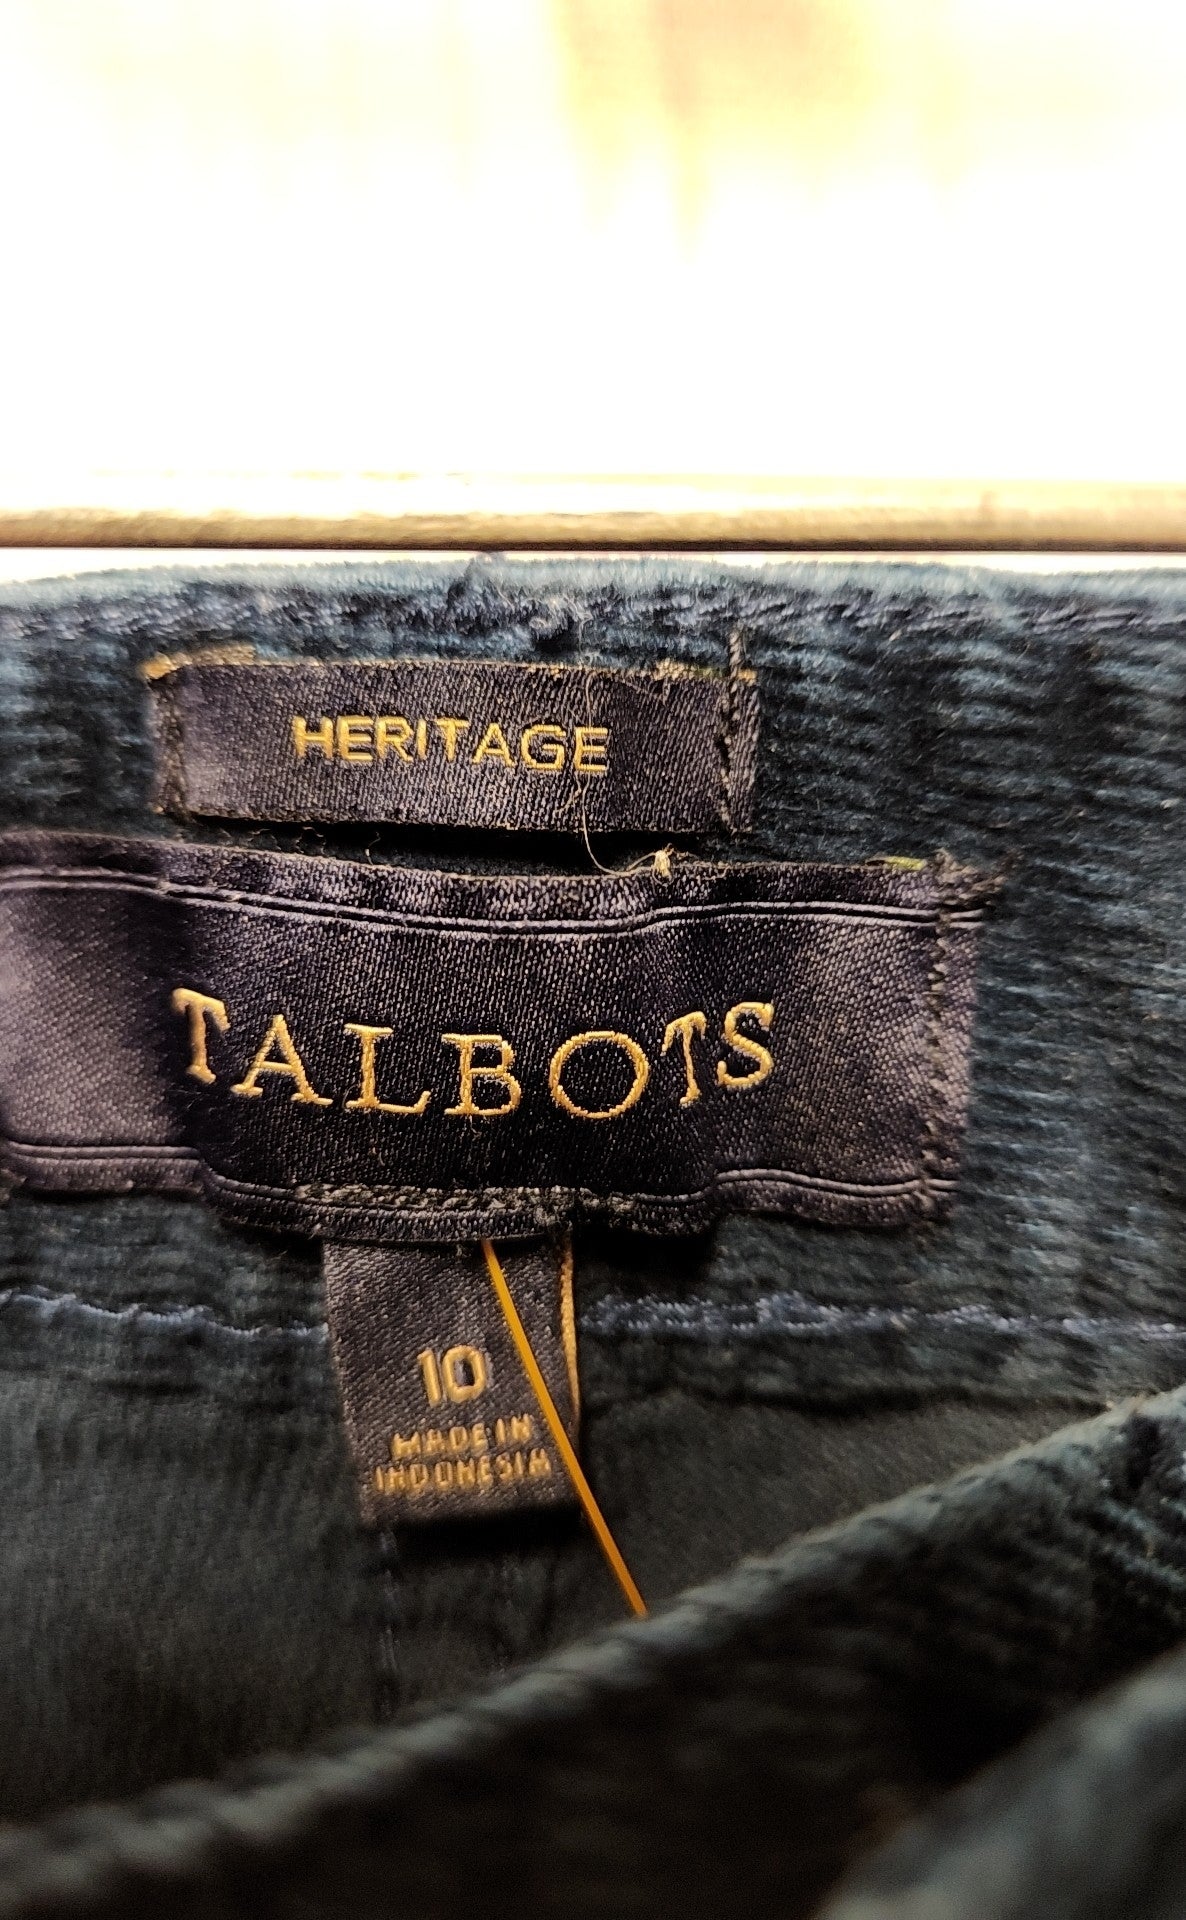 HERITAGE
TALBOTS
10
MADE IN
INDONESIA